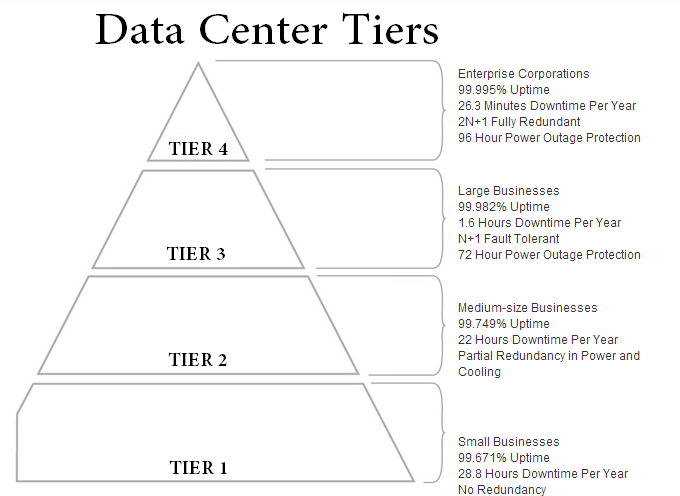 Data Center Tiers
TIER 4
Enterprise Corporations
99.995% Uptime
26.3 Minutes Downtime Per Year
2N+1 Fully Redundant
96 Hour Power Outage Protection
TIER 3
Large Businesses
99.982% Uptime
1.6 Hours Downtime Per Year
N+1 Fault Tolerant
72 Hour Power Outage Protection
TIER 2
Medium-size Businesses
99.749% Uptime
22 Hours Downtime Per Year
Partial Redundancy in Power and
Cooling
TIER 1
Small Businesses
99.671% Uptime
28.8 Hours Downtime Per Year
No Redundancy